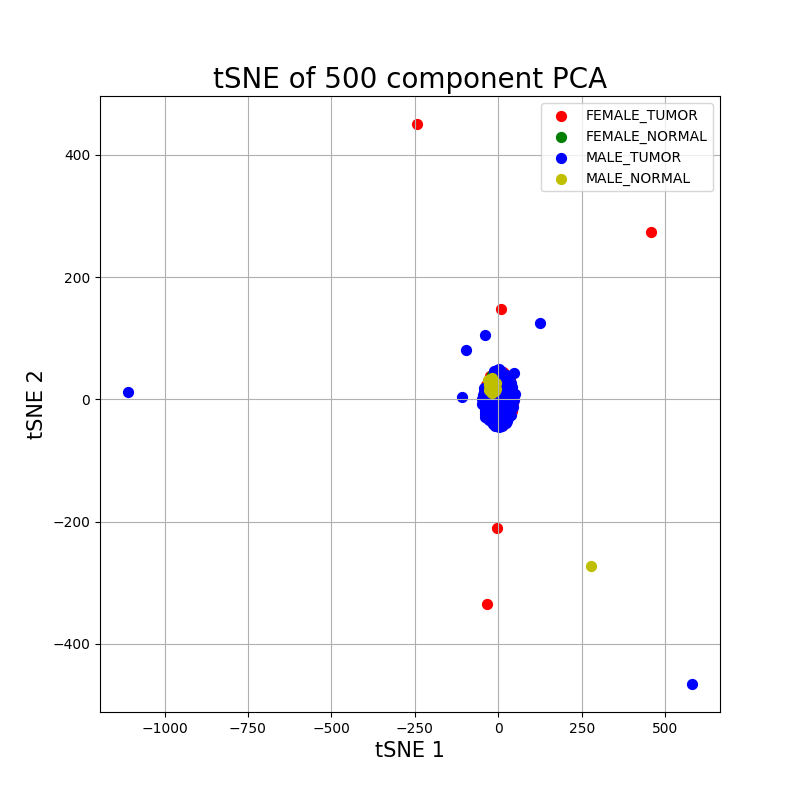 tSNE of 500 component PCA
FEMALE_TUMOR
FEMALE_NORMAL
MALE_TUMOR
MALE_NORMAL
400
200
0
−200
−400
tSNE 2
−1000
−750
−500
−250
0
250
500
tSNE 1